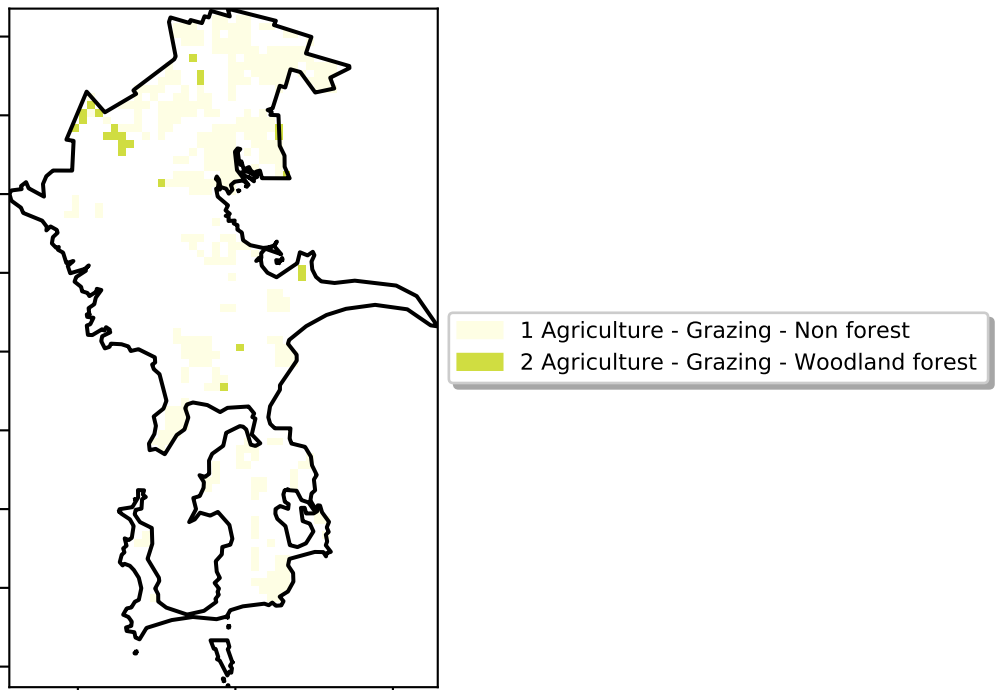 1 Agriculture - Grazing - Non forest
2 Agriculture - Grazing - Woodland forest